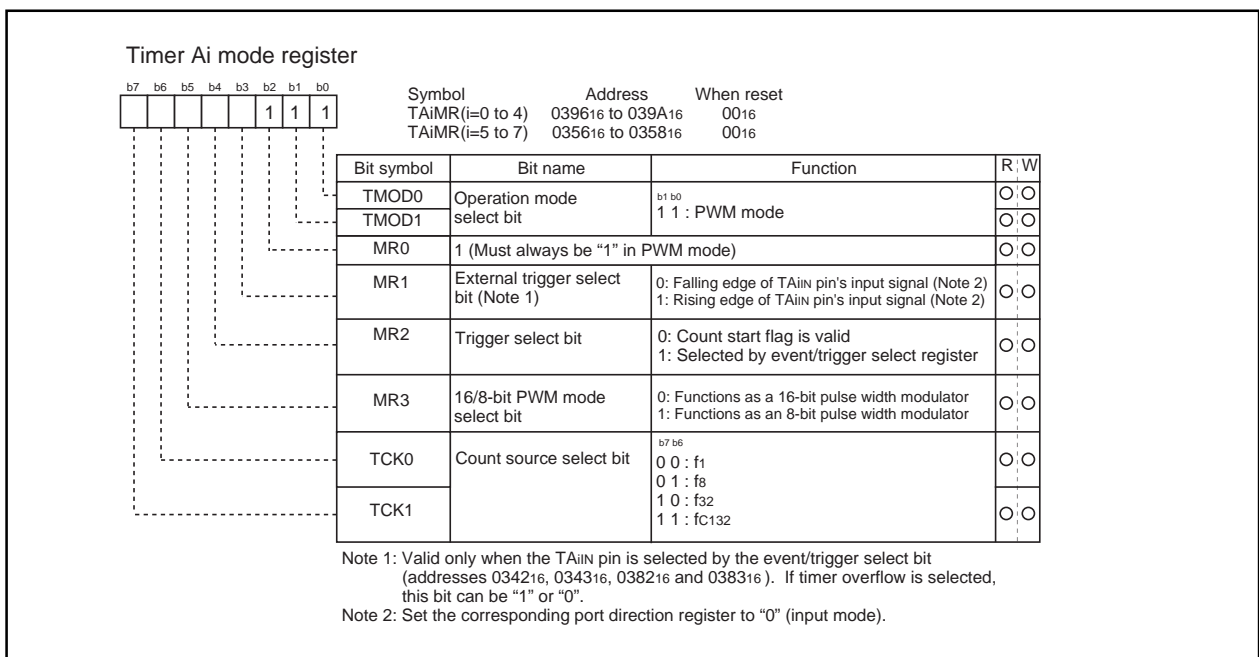 Timer Ai mode register
b7 b6 b5 b4 b3 b2 b1 b0
1 1 1
Symbol Address When reset
TAiMR(i=0 to 4) 039616 to 039A16 0016
TAiMR(i=5 to 7) 035616 to 035816 0016
Bit symbol Bit name Function R W
TMOD0 Operation mode b1 b0
TMOD1 select bit 1 1 : PWM mode
MR0 1 (Must always be “1” in PWM mode)
MR1 External trigger select 0: Falling edge of TAiIN pin's input signal (Note 2)
bit (Note 1) 1: Rising edge of TAiIN pin's input signal (Note 2)
MR2 Trigger select bit 0: Count start flag is valid
1: Selected by event/trigger select register
MR3 16/8-bit PWM mode 0: Functions as a 16-bit pulse width modulator
select bit 1: Functions as an 8-bit pulse width modulator
b7 b6
TCK0 Count source select bit 0 0 : f1
0 1 : f8
TCK1 1 0 : f32
1 1 : fC132
Note 1: Valid only when the TAiIN pin is selected by the event/trigger select bit
(addresses 034216, 034316, 038216 and 038316 ). If timer overflow is selected,
this bit can be “1” or “0”.
Note 2: Set the corresponding port direction register to “0” (input mode).